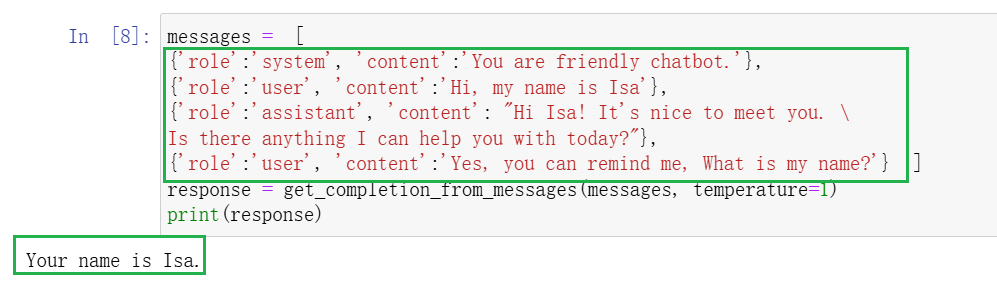 In [8]: messages = [
{'role':'system', 'content':'You are friendly chatbot.'},
{'role':'user', 'content':'Hi, my name is Isa'},
{'role':'assistant', 'content': "Hi Isa! It's nice to meet you. \
Is there anything I can help you with today?"},
{'role':'user', 'content':'Yes, you can remind me, What is my name?'} ]
response = get_completion_from_messages(messages, temperature=1)
print(response)
Your name is Isa.